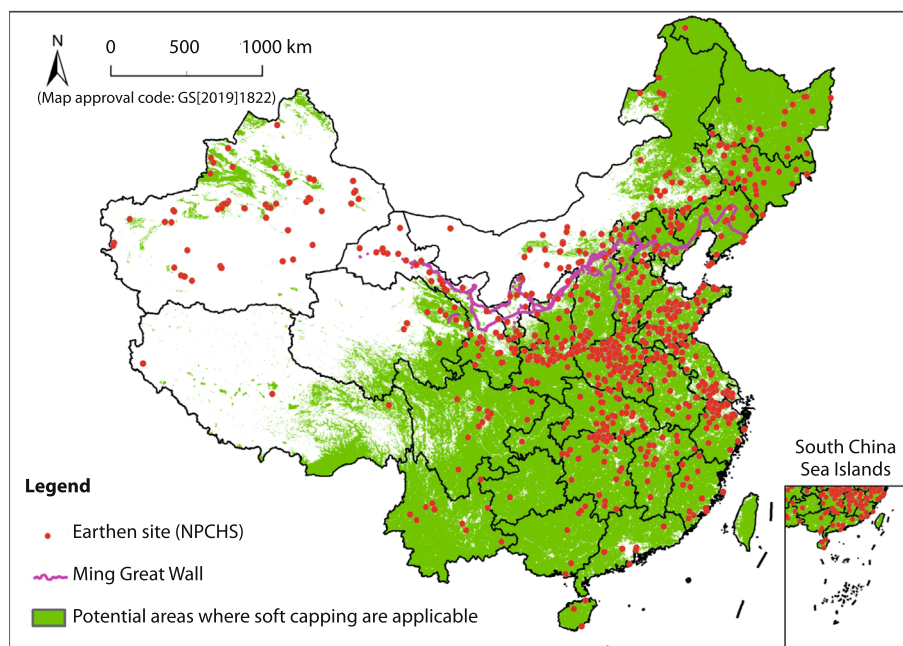 N
0 500 1000 km
(Map approval code: GS[2019]1822)
South China
Sea Islands
Legend
Earthen site (NPCHS)
Ming Great Wall
Potential areas where soft capping are applicable